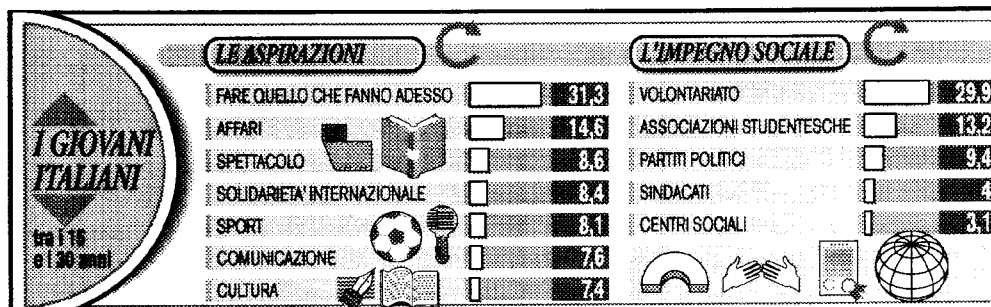 I GIOVANI
ITALIANI
tra i 16
e i 30 anni
LE ASPIRAZIONI
FARE QUELLO CHE FANNO ADESSO 31,3
AFFARI 14,6
SPETTACOLO 8,6
SOLIDARIETA' INTERNAZIONALE 8,4
SPORT 8,1
COMUNICAZIONE 7,6
CULTURA 7,4
L'IMPEGNO SOCIALE
VOLONTARIATO 29,9
ASSOCIAZIONI STUDENTESCHE 13,2
PARTITI POLITICI 9,4
SINDACATI 4
CENTRI SOCIALI 3,1